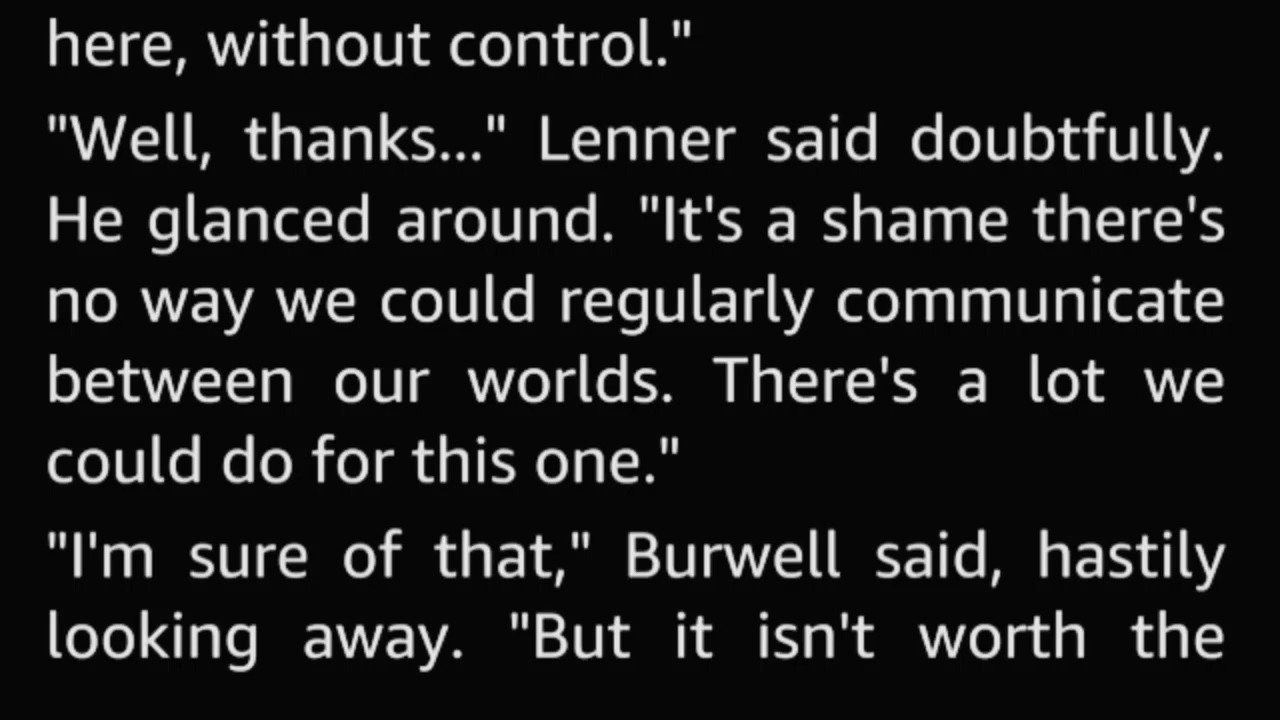 here, without control."
"Well, thanks..." Lenner said doubtfully.
He glanced around. "It's a shame there's
no way we could regularly communicate
between our worlds. There's a lot we
could do for this one."
"I'm sure of that," Burwell said, hastily
looking away. "But it isn't worth the